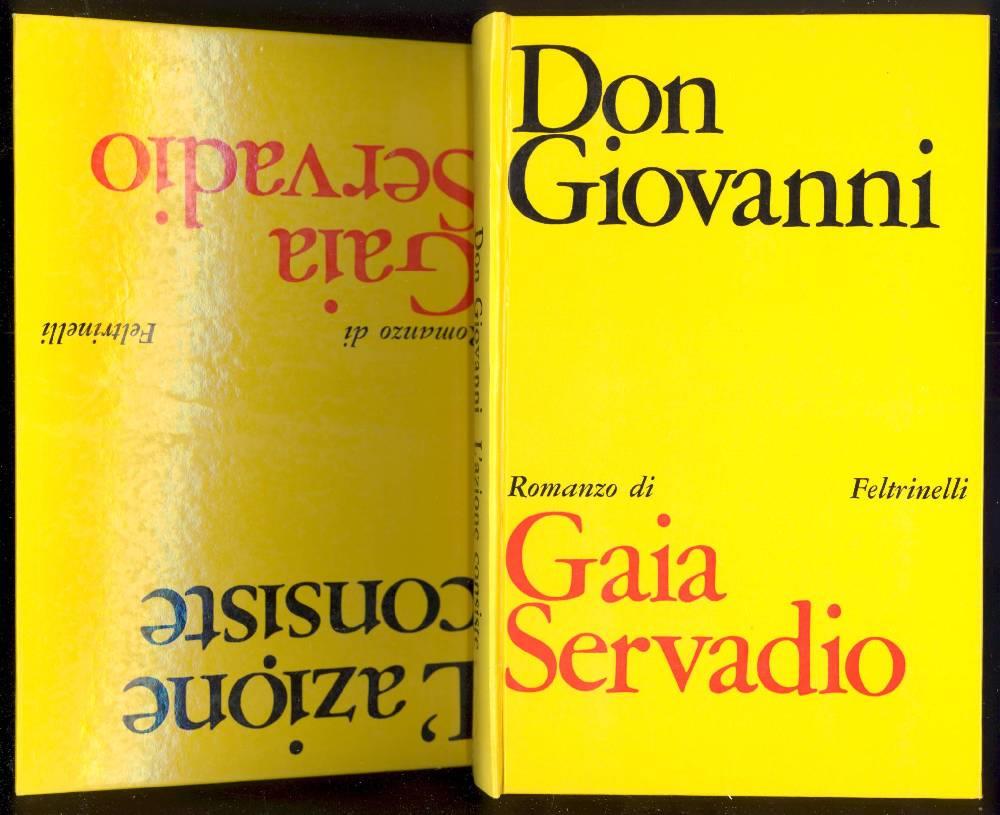 Don
Giovanni
Romanzo di Feltrinelli
Gaia
Servadio
Don Giovanni L'azione consiste
L'azione
consiste
Romanzo di Feltrinelli
Gaia
Servadio